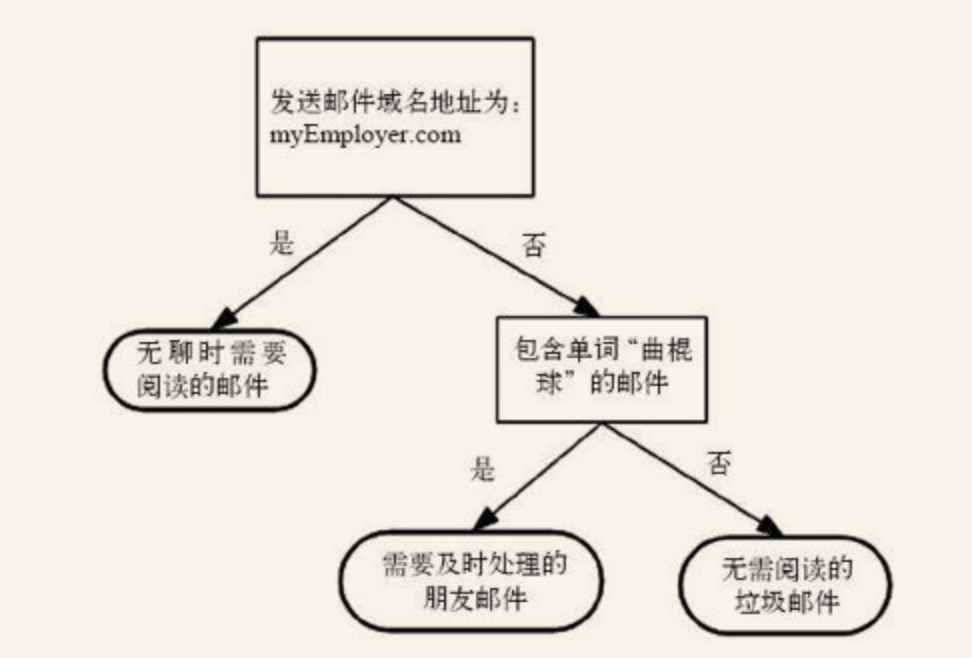 发送邮件域名地址为：
myEmployer.com
是
否
无聊时需要
阅读的邮件
包含单词“曲棍
球”的邮件
是
否
需要及时处理的
朋友邮件
无需阅读的
垃圾邮件